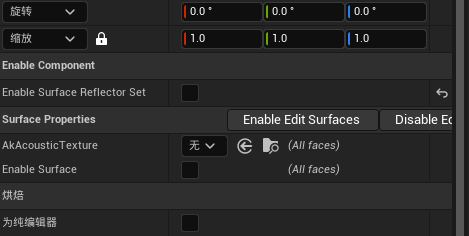 旋转 0.0 ° 0.0 ° 0.0 °
缩放 1.0 1.0 1.0
Enable Component
Enable Surface Reflector Set
Surface Properties Enable Edit Surfaces Disable Ec
AkAcousticTexture 无 (All faces)
Enable Surface (All faces)
烘焙
为纯编辑器